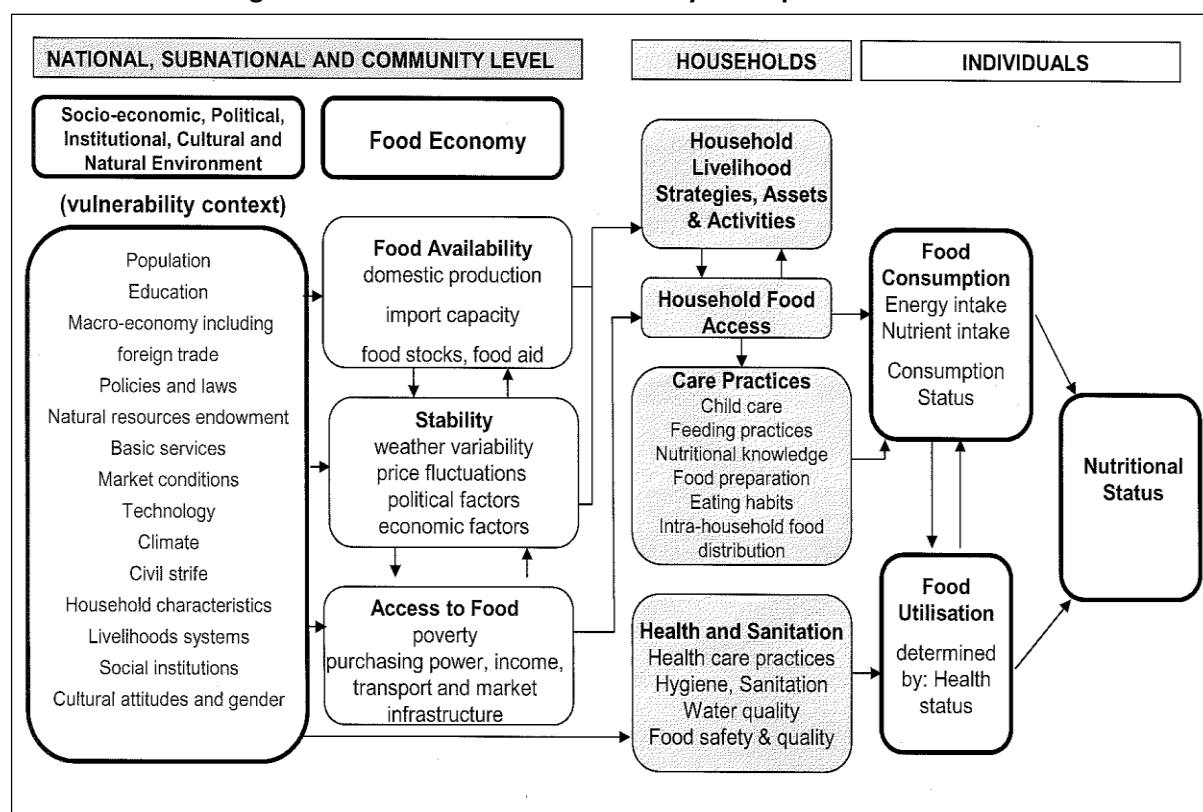 NATIONAL, SUBNATIONAL AND COMMUNITY LEVEL
HOUSEHOLDS
INDIVIDUALS
Socio-economic, Political,
Institutional, Cultural and
Natural Environment
Food Economy
(vulnerability context)
Population
Education
Macro-economy including
foreign trade
Policies and laws
Natural resources endowment
Basic services
Market conditions
Technology
Climate
Civil strife
Household characteristics
Livelihoods systems
Social institutions
Cultural attitudes and gender
Food Availability
domestic production
import capacity
food stocks, food aid
Stability
weather variability
price fluctuations
political factors
economic factors
Access to Food
poverty
purchasing power, income,
transport and market
infrastructure
Household
Livelihood
Strategies, Assets
& Activities
Household Food
Access
Care Practices
Child care
Feeding practices
Nutritional knowledge
Food preparation
Eating habits
Intra-household food
distribution
Health and Sanitation
Health care practices
Hygiene, Sanitation
Water quality
Food safety & quality
Food
Consumption
Energy intake
Nutrient intake
Consumption
Status
Food
Utilisation
determined
by: Health
status
Nutritional
Status